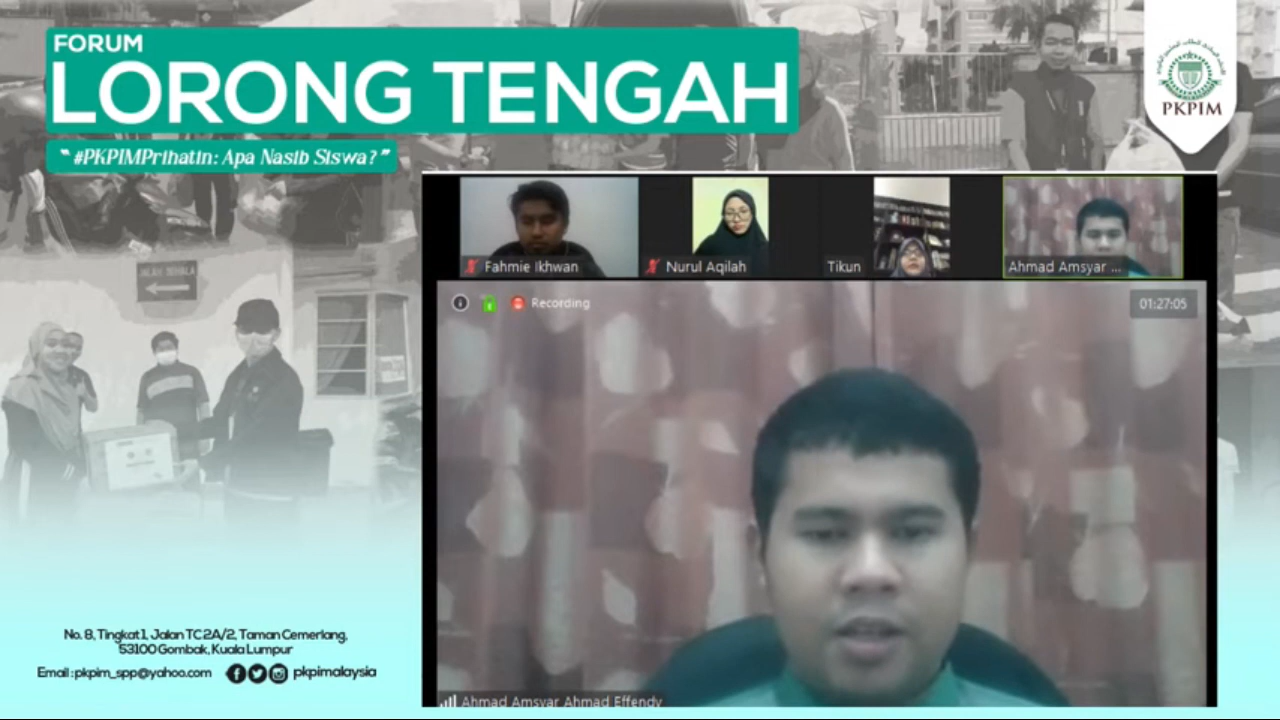 FORUM
LORONG TENGAH
" #PKPIMPrihatin: Apa Nasib Siswa? "
PKPIM
JALAN
Fahmie Ikhwan
Nurul Aqilah
Tikun
Ahmad Amsyar ...
Recording
01:27:05
Ahmad Amsyar Ahmad Effendy
No. 8, Tingkat 1, Jalan TC 2A/2, Taman Cemerlang,
53100 Gombak, Kuala Lumpur
Email : pkpim_spp@yahoo.com
pkpimalaysia